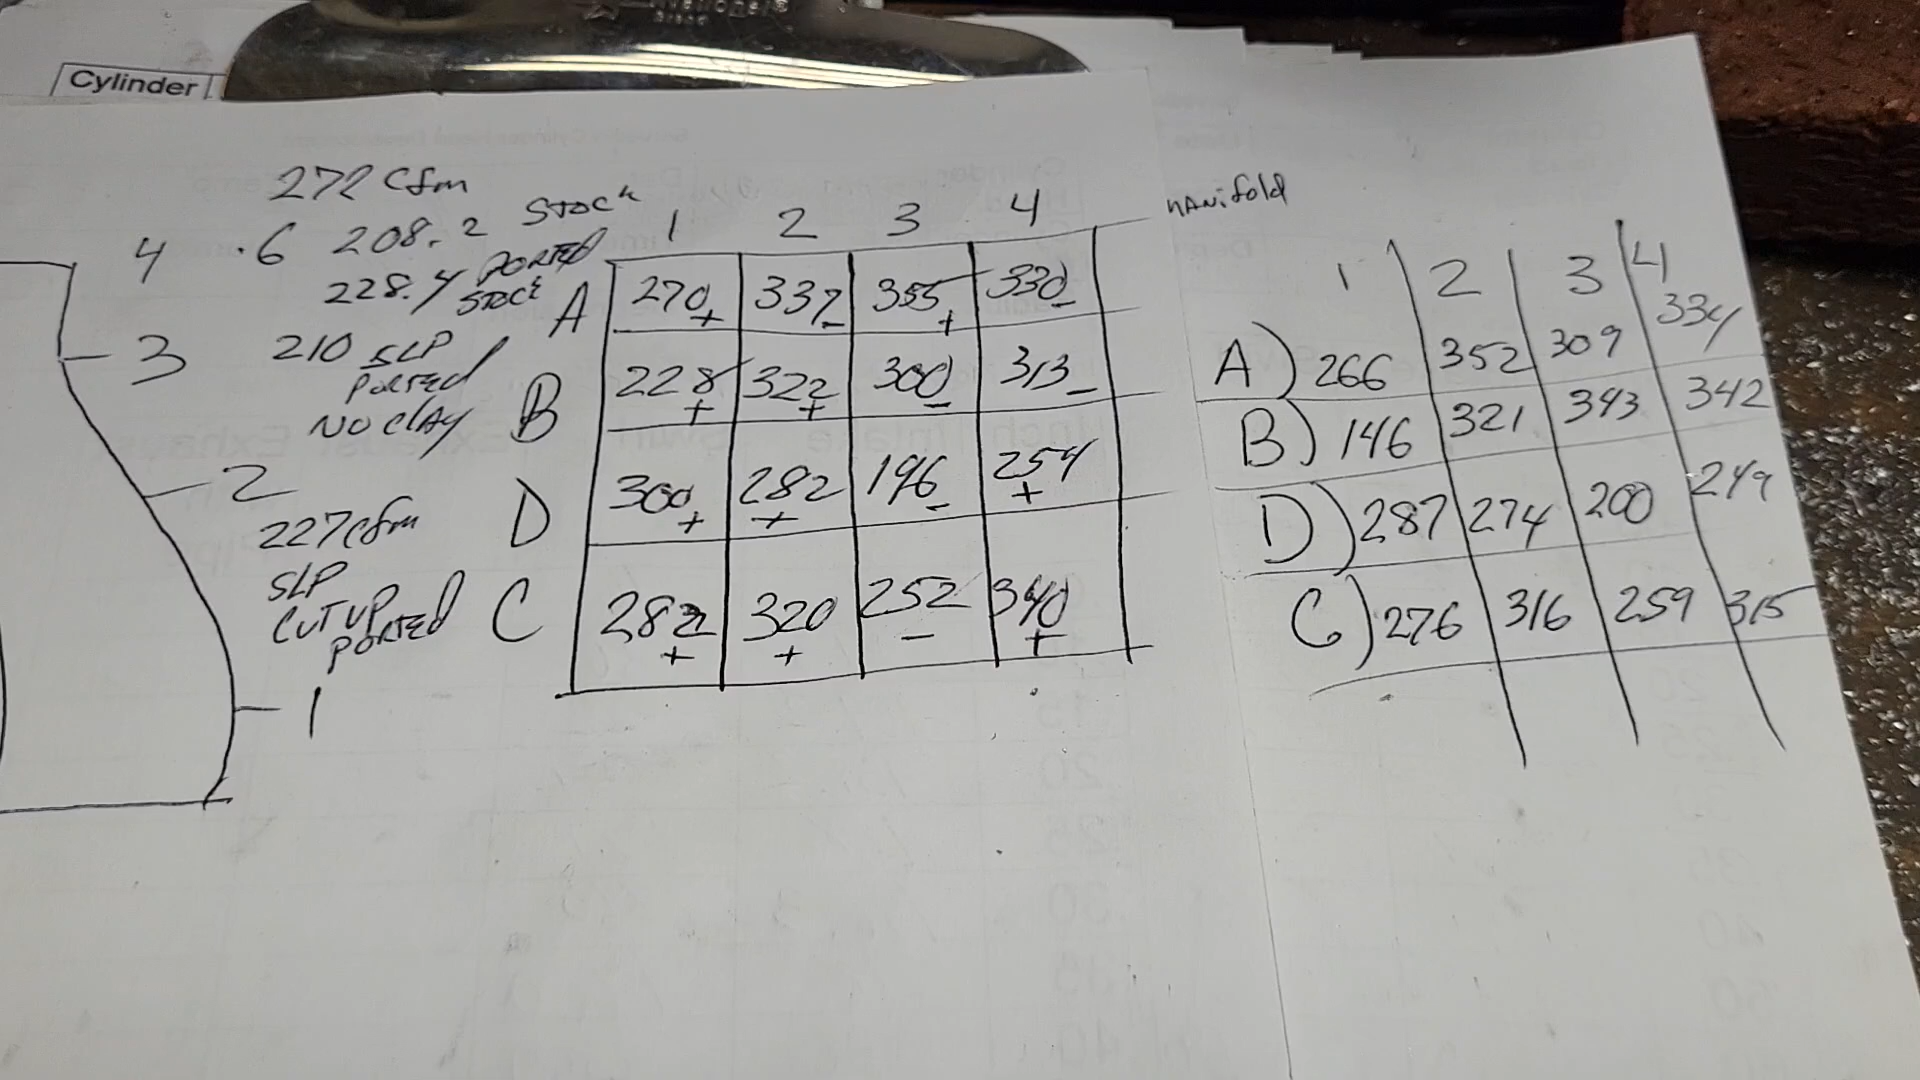 Cylinder
272 cfm
.6 208.2 STOCK
228.4 PORTED
STOCK
210 SLP
PORTED
NO CLAY
227cfm
SLP
CUT UP
PORTED
4
3
2
1
1 2 3 4
A 270+ 337- 355+ 330-
B 228+ 322+ 300- 313-
D 300+ 282+ 196- 254+
C 282+ 320+ 252- 340+
MANifold
1 2 3 4
A) 266 352 309 334
B) 146 321 343 342
D) 287 274 200 249
C) 276 316 259 315